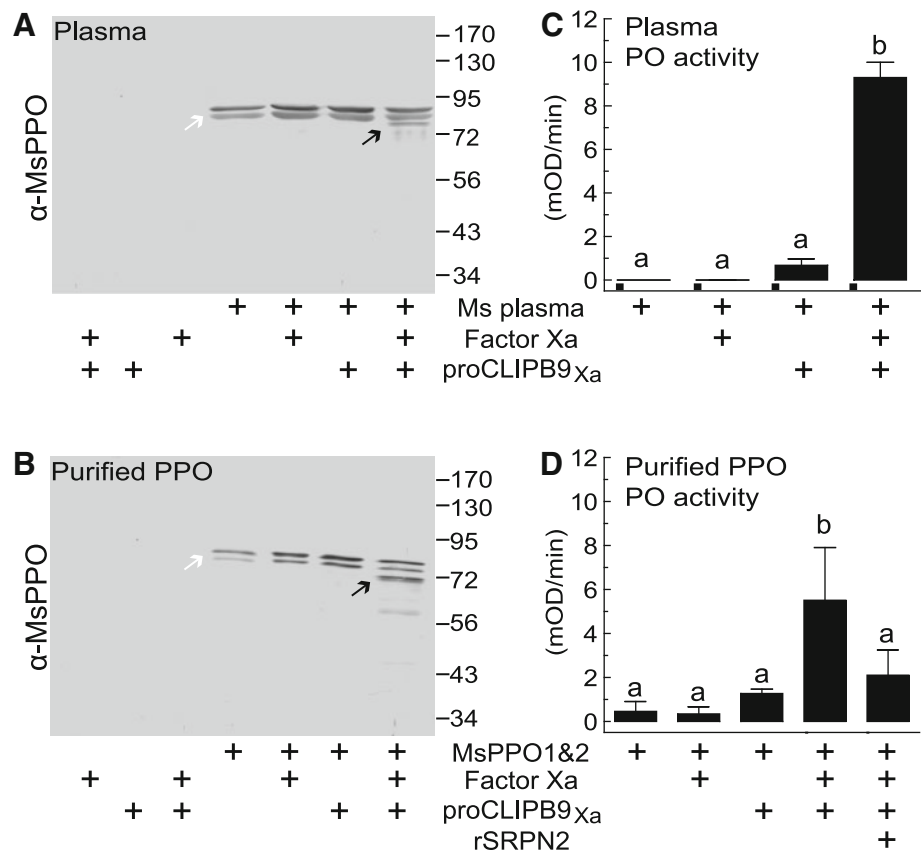 A
Plasma
α-MsPPO
170
130
95
72
56
43
34
+ + + + Ms plasma
+ + + + Factor Xa
+ + + + proCLIPB9Xa
C
Plasma
PO activity
(mOD/min)
12
10
8
6
4
2
0
a a a b
+ + + +
+ +
+ +
B
Purified PPO
α-MsPPO
170
130
95
72
56
43
34
+ + + + MsPPO1&2
+ + + + Factor Xa
+ + + + proCLIPB9Xa
rSRPN2
D
Purified PPO
PO activity
(mOD/min)
12
10
8
6
4
2
0
a a a b a
+ + + + +
+ + +
+ + +
+